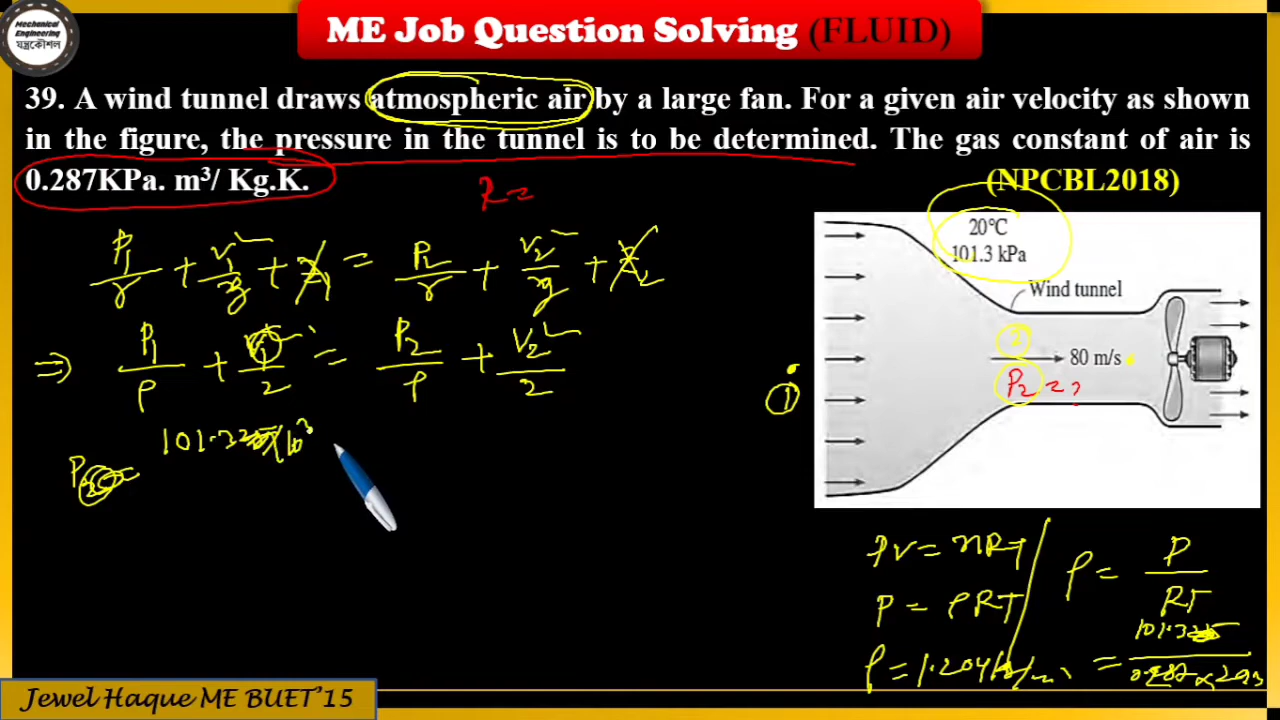 Mechanical
Engineering
যন্ত্রকৌশল
ME Job Question Solving (FLUID)
39. A wind tunnel draws atmospheric air by a large fan. For a given air velocity as shown
in the figure, the pressure in the tunnel is to be determined. The gas constant of air is
0.287KPa. m³/ Kg.K. (NPCBL2018)
R =
P₁/γ + V₁²/2g + Z₁ = P₂/γ + V₂²/2g + Z₂
⇒ P₁/ρ + V₁²/2 = P₂/ρ + V₂²/2
101.3
20°C
101.3 kPa
Wind tunnel
2
80 m/s
P₂ = ?
1
PV = mRT
P = ρRT
ρ = P/RT
ρ = 1.204
= 101.3/0.287 × 293
Jewel Haque ME BUET'15